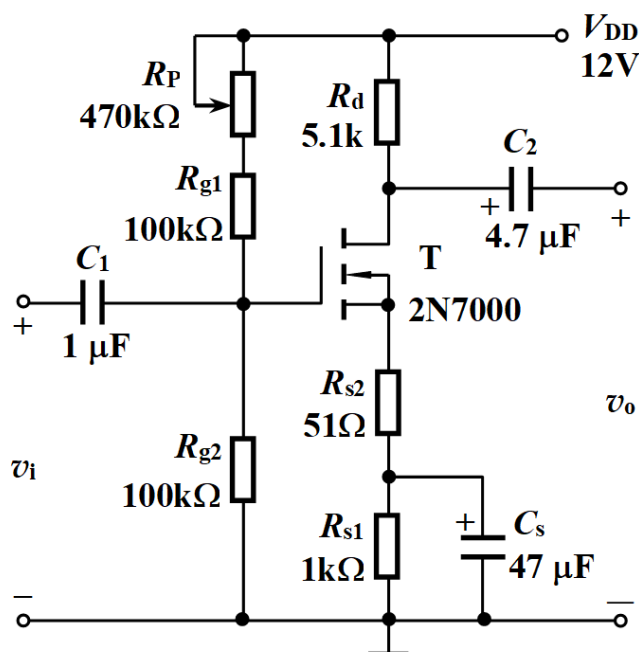 V_DD
12V
R_P
470kΩ
R_d
5.1k
C_2
+
4.7 μF
+
R_g1
100kΩ
T
2N7000
C_1
+
1 μF
R_s2
51Ω
v_o
R_g2
100kΩ
v_i
R_s1
1kΩ
+
C_s
47 μF
−
—